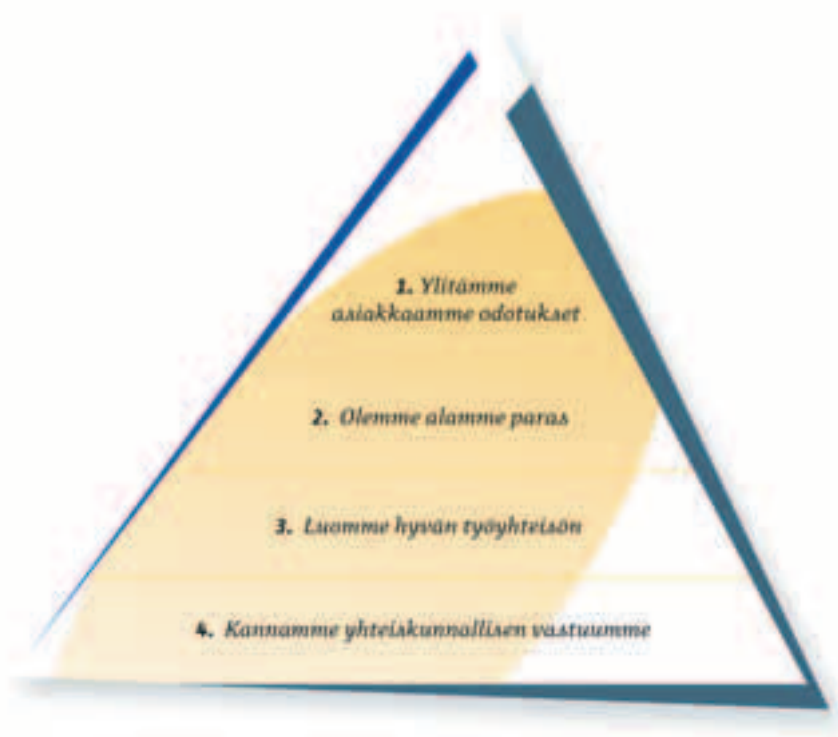 1. Ylitämme
asiakkaamme odotukset
2. Olemme alamme paras
3. Luomme hyvän työyhteisön
4. Kannamme yhteiskunnallisen vastuumme